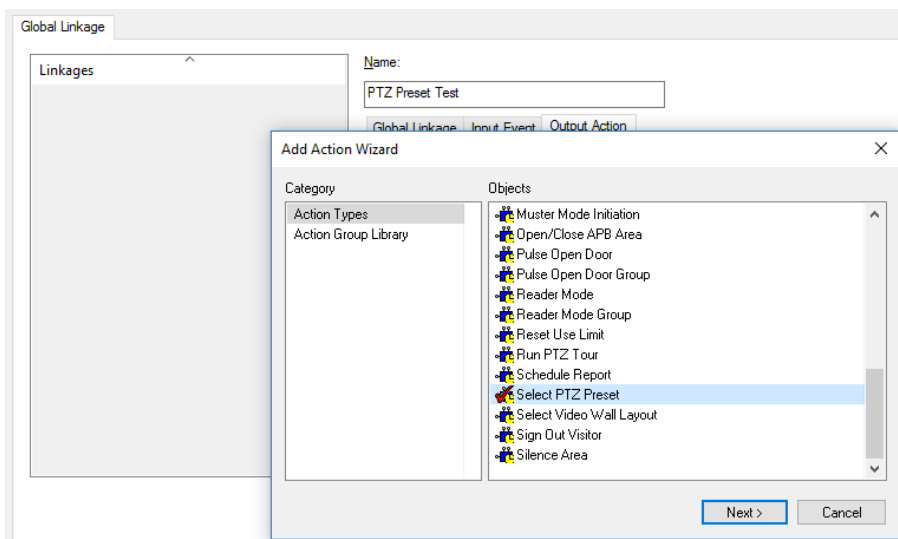 Global Linkage
Linkages
Name:
PTZ Preset Test
Global Linkage Input Event Output Action
Add Action Wizard
Category
Objects
Action Types
Action Group Library
Muster Mode Initiation
Open/Close APB Area
Pulse Open Door
Pulse Open Door Group
Reader Mode
Reader Mode Group
Reset Use Limit
Run PTZ Tour
Schedule Report
Select PTZ Preset
Select Video Wall Layout
Sign Out Visitor
Silence Area
Next >
Cancel